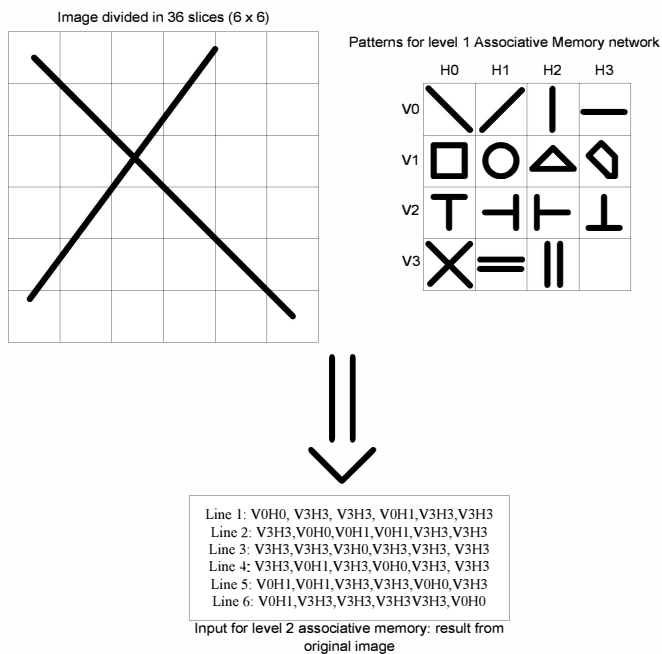 Image divided in 36 slices (6 x 6)
Patterns for level 1 Associative Memory network
H0 H1 H2 H3
V0
V1
V2
V3
Line 1: V0H0, V3H3, V3H3, V0H1,V3H3,V3H3
Line 2: V3H3,V0H0,V0H1,V0H1,V3H3,V3H3
Line 3: V3H3,V3H3,V3H0,V3H3,V3H3, V3H3
Line 4: V3H3,V0H1,V3H3,V0H0,V3H3, V3H3
Line 5: V0H1,V0H1,V3H3,V3H3,V0H0,V3H3
Line 6: V0H1,V3H3,V3H3,V3H3V3H3,V0H0
Input for level 2 associative memory: result from
original image